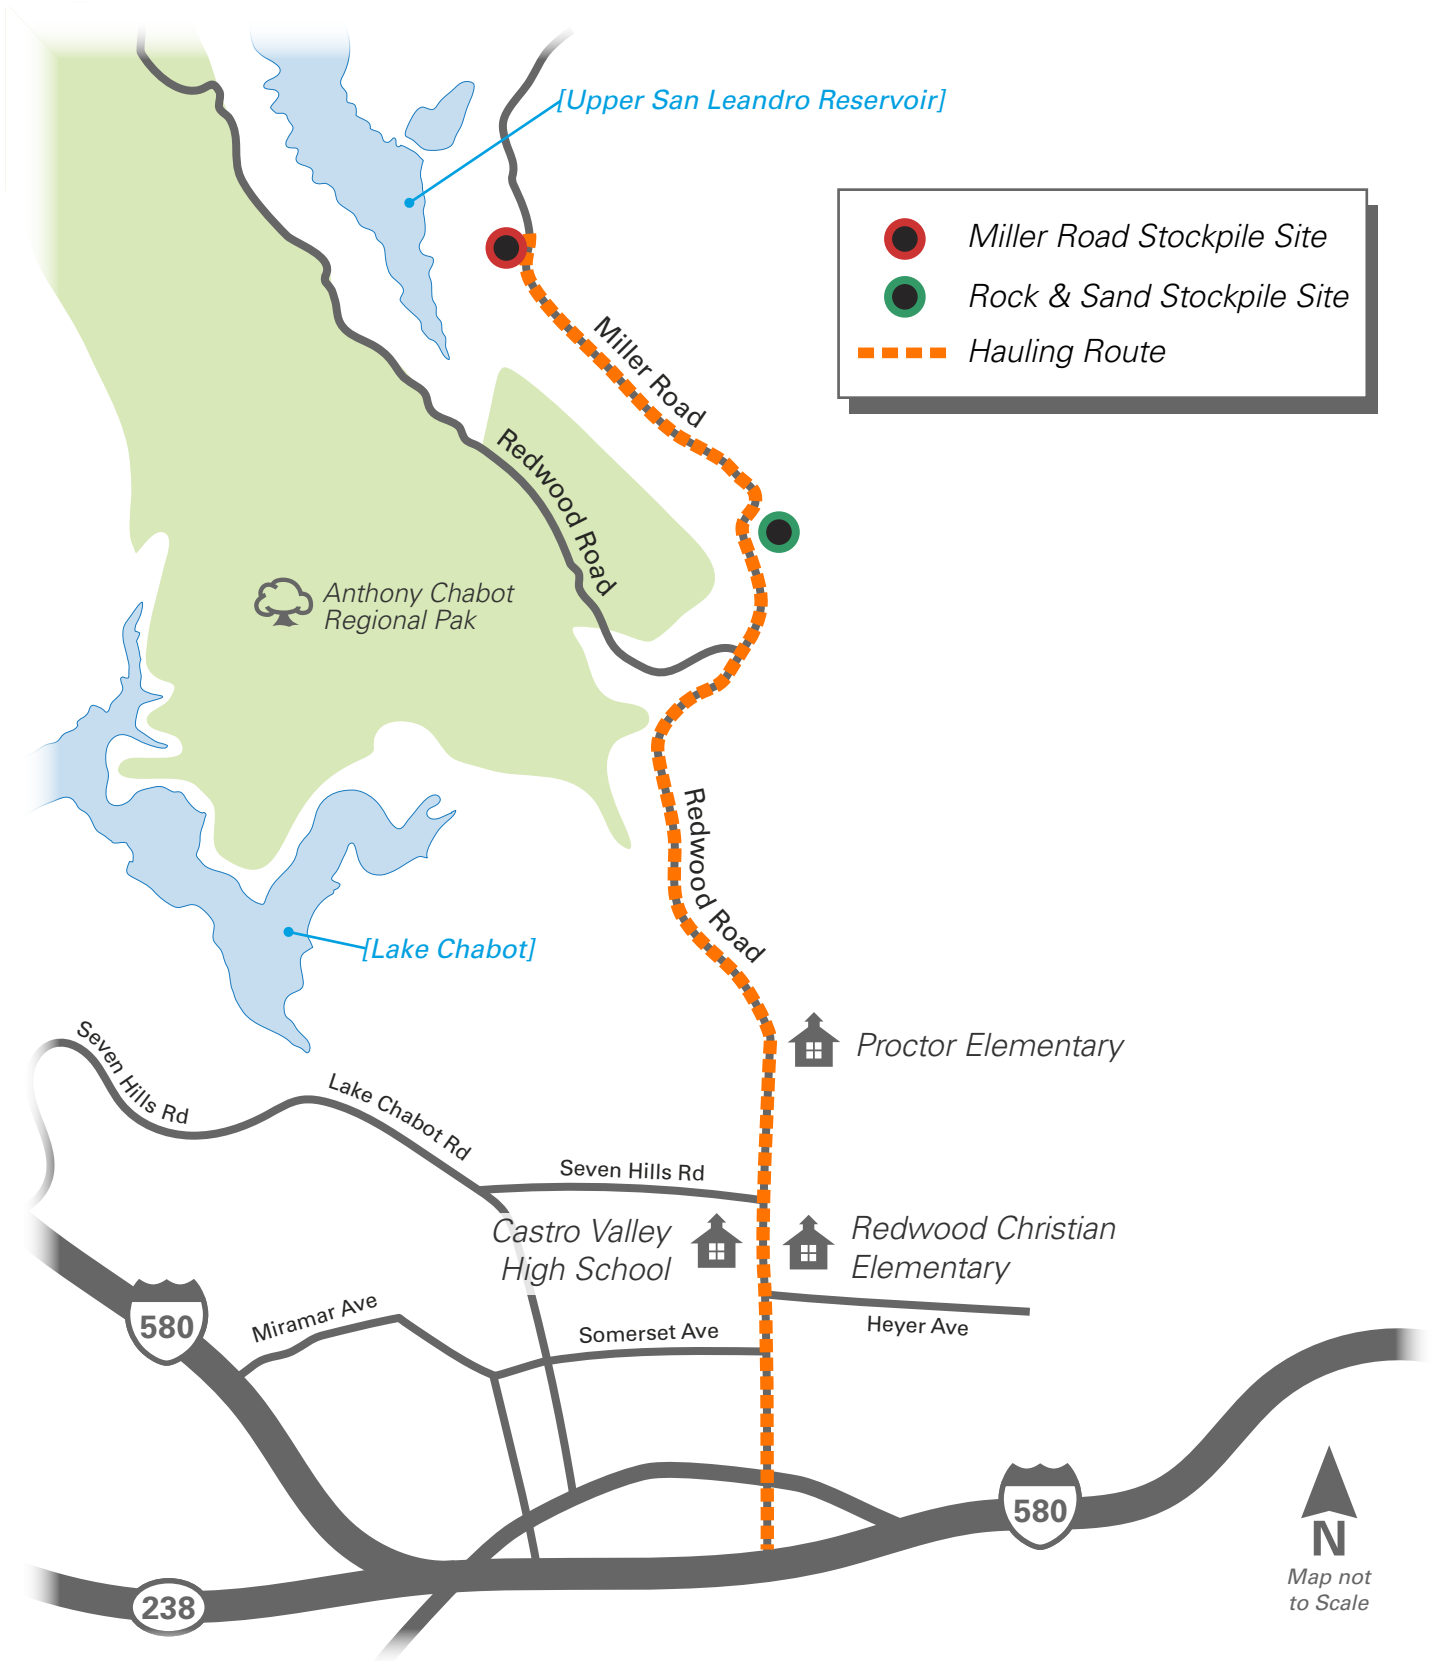 [Upper San Leandro Reservoir]
Miller Road Stockpile Site
Rock & Sand Stockpile Site
Hauling Route
Miller Road
Redwood Road
Anthony Chabot
Regional Pak
Redwood Road
[Lake Chabot]
Proctor Elementary
Seven Hills Rd
Lake Chabot Rd
Seven Hills Rd
Castro Valley
High School
Redwood Christian
Elementary
Miramar Ave
Somerset Ave
Heyer Ave
580
580
238
N
Map not
to Scale